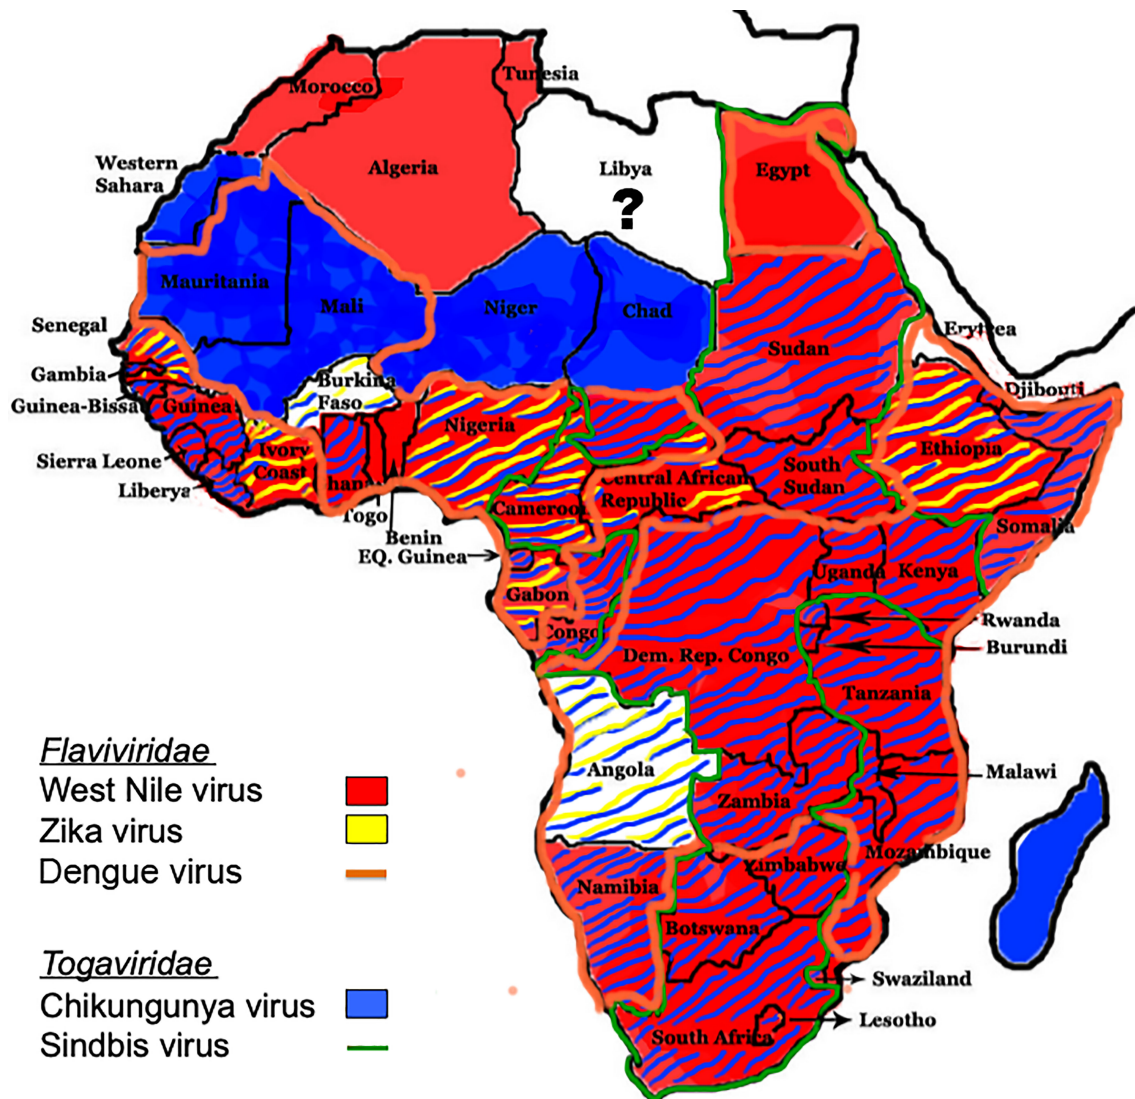 Morocco
Tunesia
Western
Sahara
Algeria
Libya
?
Egypt
Mauritania
Mali
Niger
Chad
Senegal
Erytrea
Sudan
Gambia
Burkina
Faso
Djibouti
Guinea-Bissau
Guinea
Nigeria
Ivory
Coast
Ethiopia
Sierra Leone
South
Sudan
Liberya
Ghana
Central African
Republic
Cameroon
Togo
Somalia
Benin
EQ. Guinea
Uganda
Kenya
Gabon
Congo
Rwanda
Burundi
Dem. Rep. Congo
Tanzania
Flaviviridae
West Nile virus
Zika virus
Dengue virus
Angola
Malawi
Zambia
Mozambique
Zimbabwe
Namibia
Botswana
Togaviridae
Chikungunya virus
Sindbis virus
Swaziland
Lesotho
South Africa